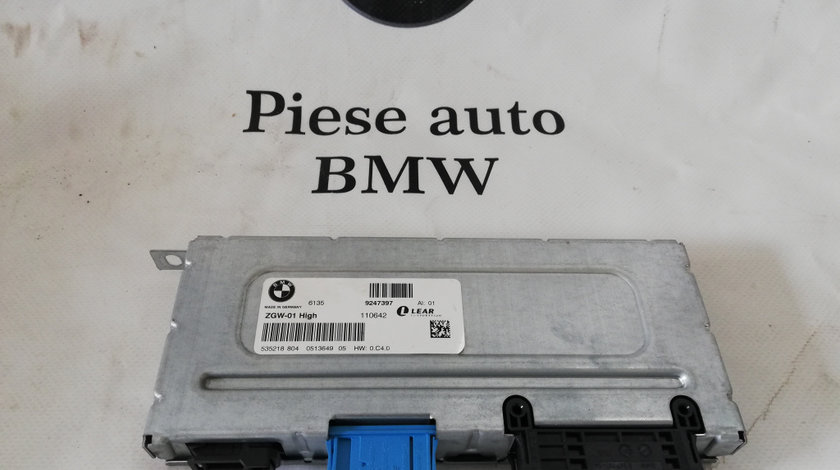 Piese auto
BMW
BMW
MADE IN GERMANY
6135
9247397
AI: 01
ZGW-01 High
110642
LEAR
535218 804 0513649 05 HW: 0.C4.0